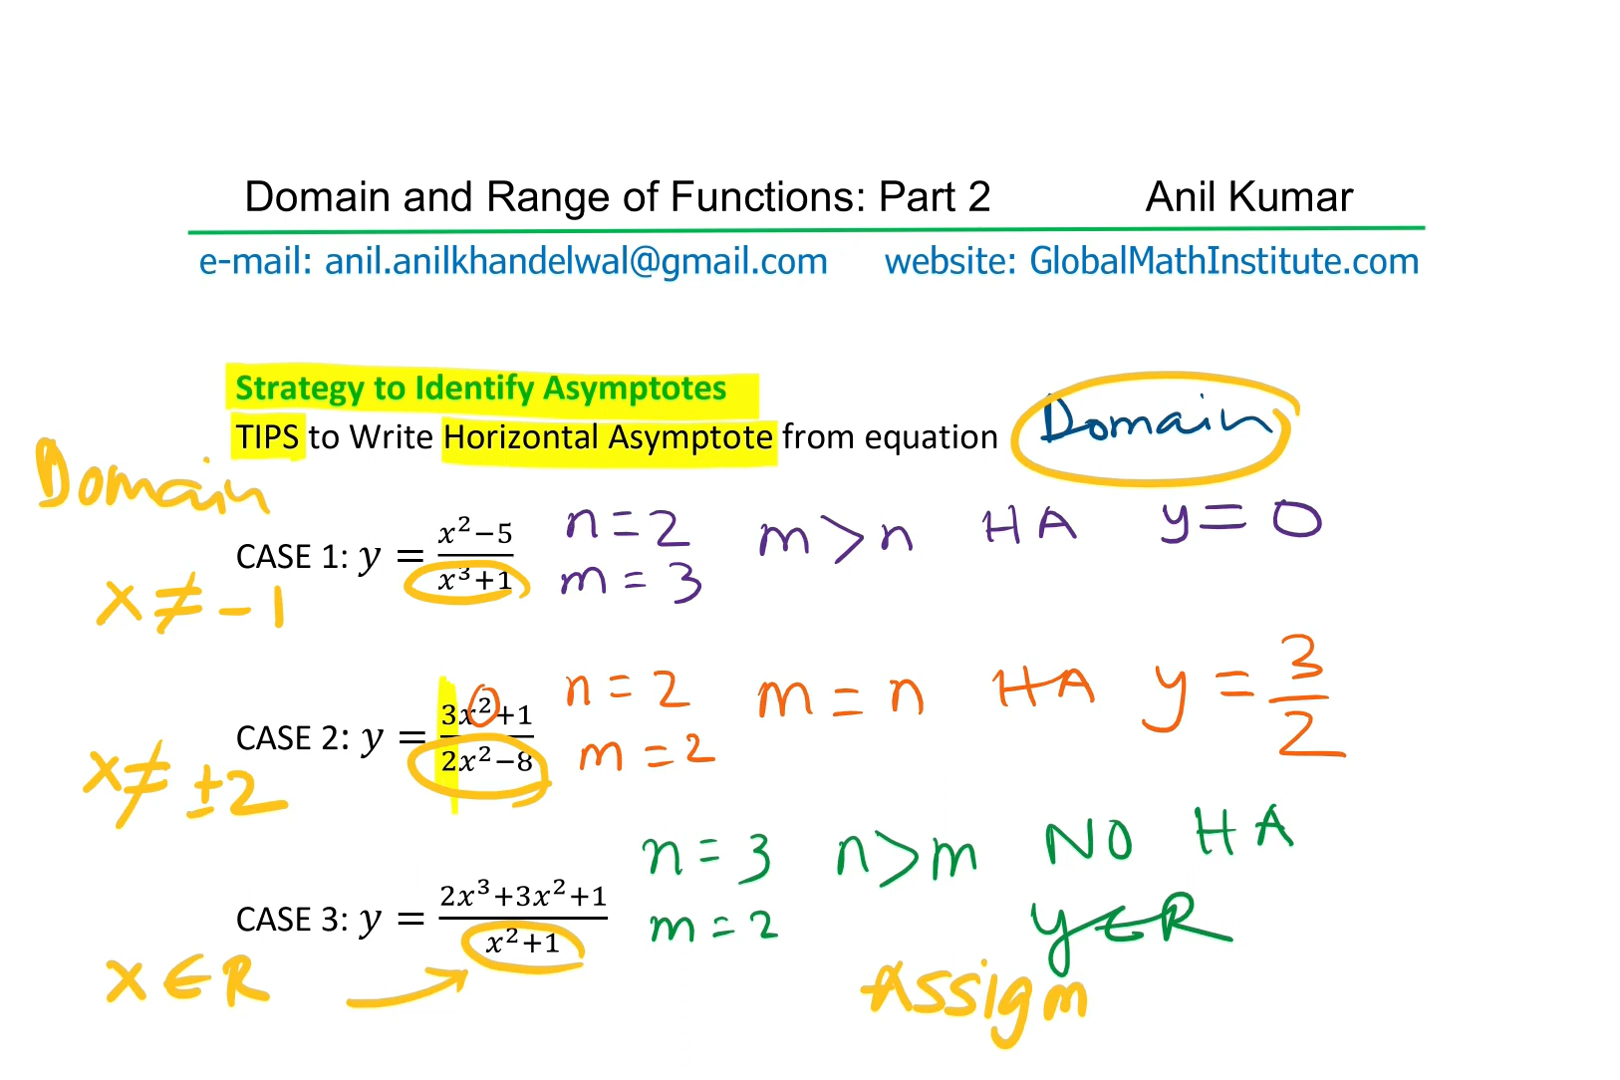 Domain and Range of Functions: Part 2 Anil Kumar
e-mail: anil.anilkhandelwal@gmail.com website: GlobalMathInstitute.com
Strategy to Identify Asymptotes
TIPS to Write Horizontal Asymptote from equation Domain
Domain
CASE 1: y = (x²−5)/(x³+1) n = 2 m > n HA y = 0
m = 3
x ≠ −1
CASE 2: y = (3x²+1)/(2x²−8) n = 2 m = n HA y = 3/2
m = 2
x ≠ ±2
CASE 3: y = (2x³+3x²+1)/(x²+1) n = 3 n > m NO HA
m = 2 y ∈ R
x ∈ R
Assign